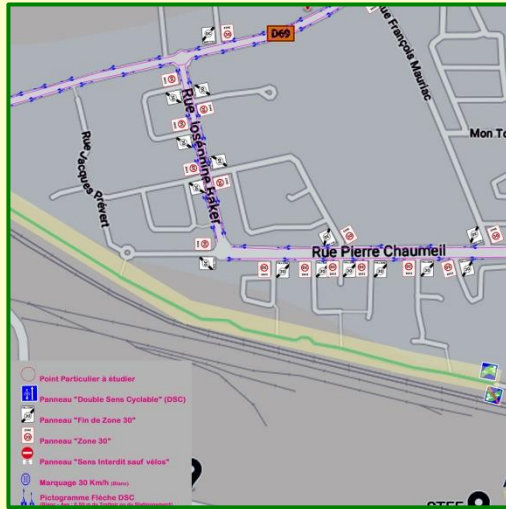 D69
Rue François Mauriac
Mon To
Rue Joséphine Baker
Rue Jacques Prévert
Rue Pierre Chaumeil
Point Particulier à étudier
Panneau "Double Sens Cyclable" (DSC)
Panneau "Fin de Zone 30"
Panneau "Zone 30"
Panneau "Sens Interdit sauf vélos"
Marquage 30 Km/h (Blanc)
Pictogramme Flèche DSC